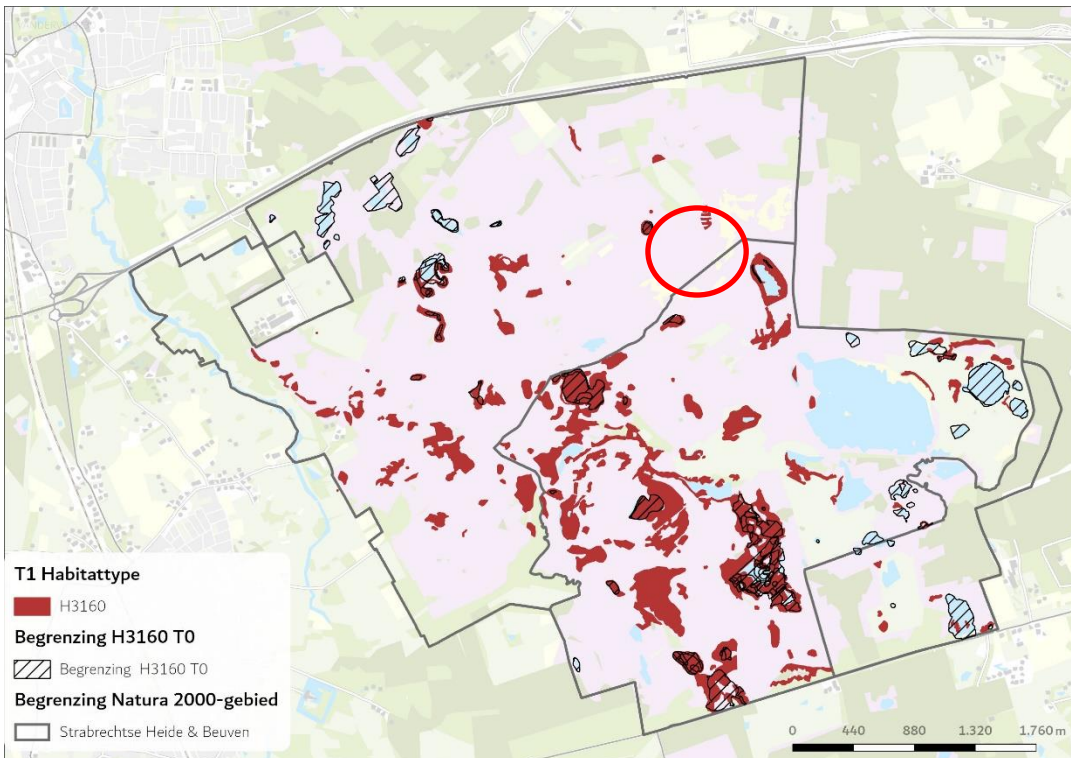 T1 Habitattype
H3160
Begrenzing H3160 T0
Begrenzing H3160 T0
Begrenzing Natura 2000-gebied
Strabrechtse Heide & Beuven
0 440 880 1.320 1.760 m